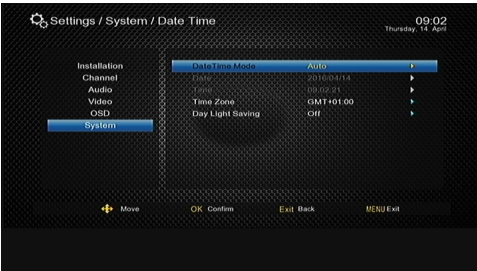 Settings / System / Date Time
09:02
Thursday, 14 April
Installation
Channel
Audio
Video
OSD
System
DateTime Mode Auto
Date 2016/04/14
Time 09:02:21
Time Zone GMT+01:00
Day Light Saving Off
Move OK Confirm Exit Back MENU Exit